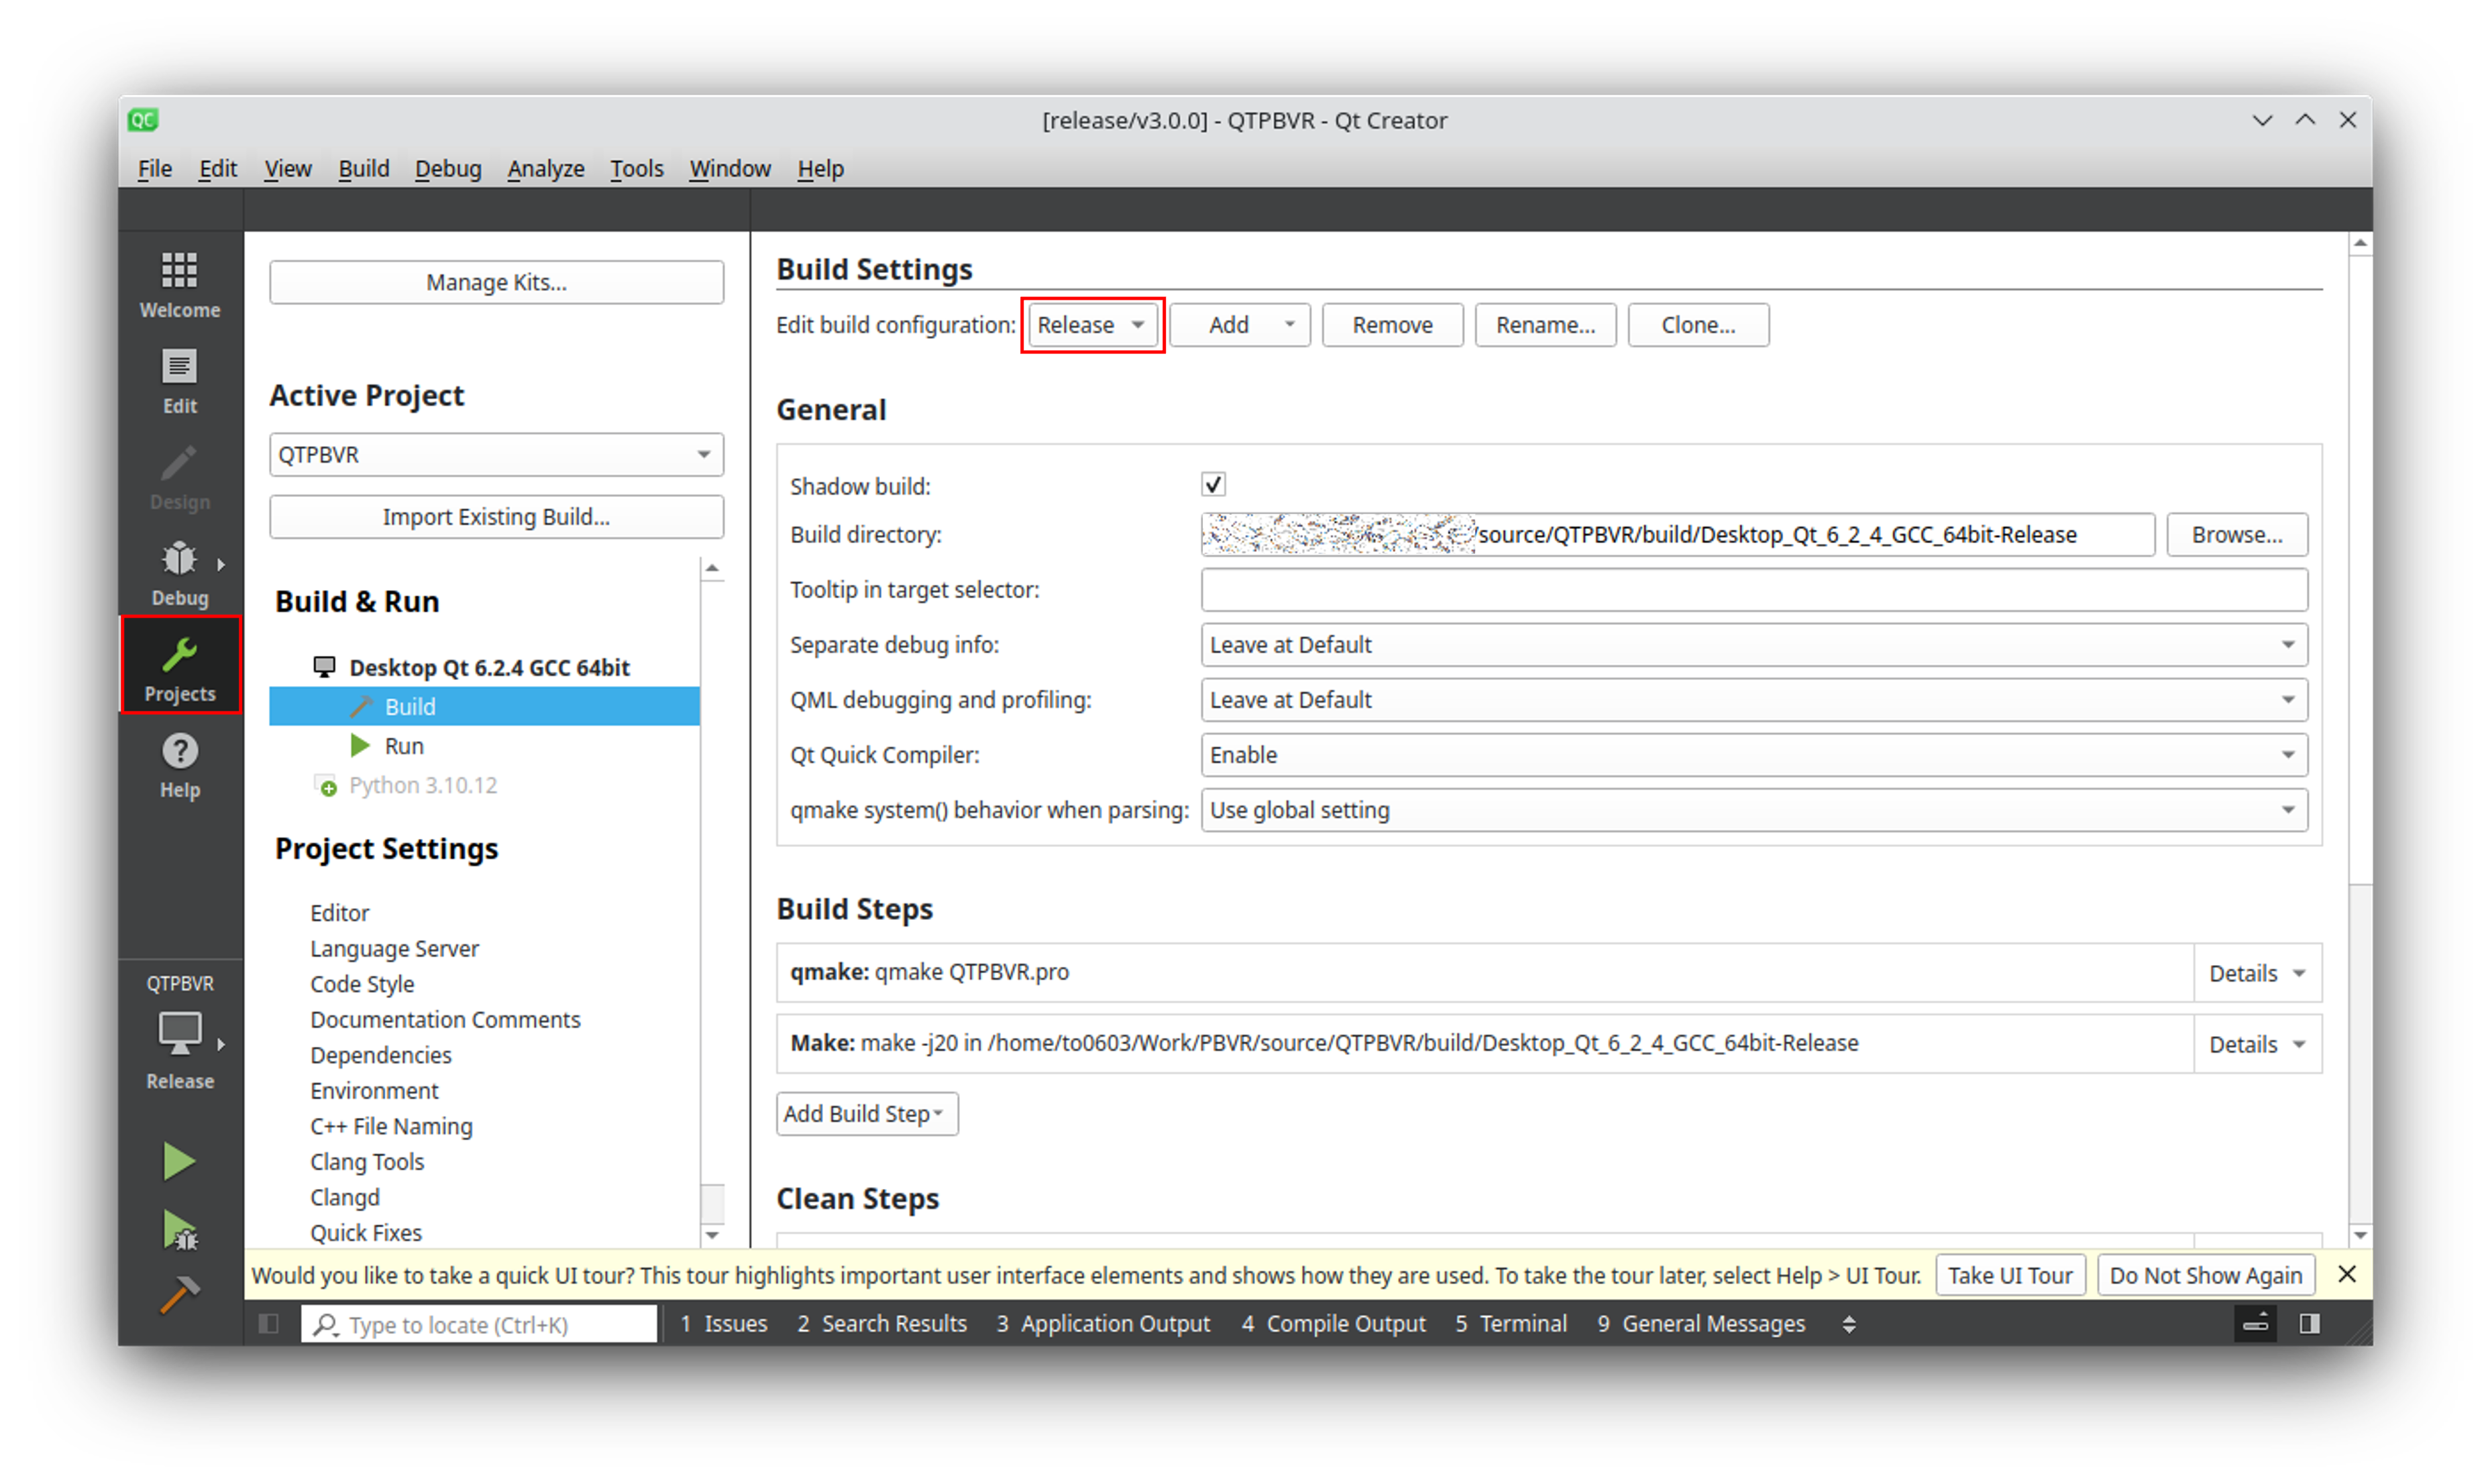 QC
[release/v3.0.0] - QTPBVR - Qt Creator
File Edit View Build Debug Analyze Tools Window Help
Welcome
Edit
Design
Debug
Projects
Help
QTPBVR
Release
Manage Kits...
Active Project
QTPBVR
Import Existing Build...
Build & Run
Desktop Qt 6.2.4 GCC 64bit
Build
Run
Python 3.10.12
Project Settings
Editor
Language Server
Code Style
Documentation Comments
Dependencies
Environment
C++ File Naming
Clang Tools
Clangd
Quick Fixes
Build Settings
Edit build configuration: Release Add Remove Rename... Clone...
General
Shadow build:
Build directory: /source/QTPBVR/build/Desktop_Qt_6_2_4_GCC_64bit-Release Browse...
Tooltip in target selector:
Separate debug info: Leave at Default
QML debugging and profiling: Leave at Default
Qt Quick Compiler: Enable
qmake system() behavior when parsing: Use global setting
Build Steps
qmake: qmake QTPBVR.pro Details
Make: make -j20 in /home/to0603/Work/PBVR/source/QTPBVR/build/Desktop_Qt_6_2_4_GCC_64bit-Release Details
Add Build Step
Clean Steps
Would you like to take a quick UI tour? This tour highlights important user interface elements and shows how they are used. To take the tour later, select Help > UI Tour. Take UI Tour Do Not Show Again
Type to locate (Ctrl+K) 1 Issues 2 Search Results 3 Application Output 4 Compile Output 5 Terminal 9 General Messages